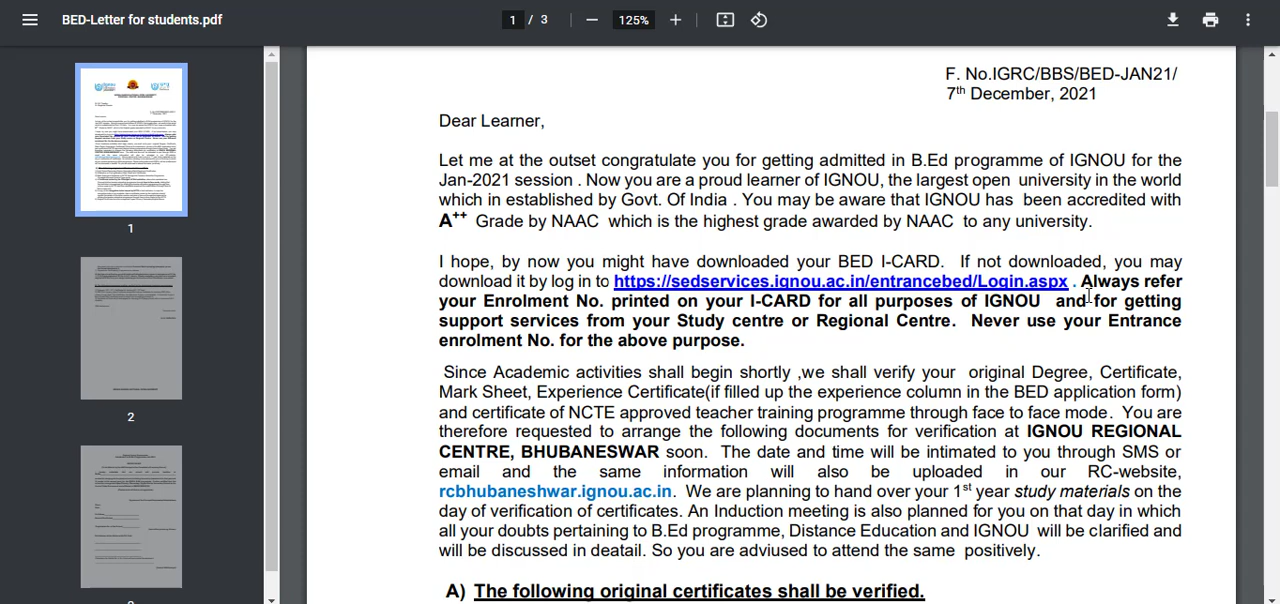 BED-Letter for students.pdf
1 / 3
125%
F. No.IGRC/BBS/BED-JAN21/
7th December, 2021
Dear Learner,
Let me at the outset congratulate you for getting admitted in B.Ed programme of IGNOU for the
Jan-2021 session . Now you are a proud learner of IGNOU, the largest open university in the world
which in established by Govt. Of India . You may be aware that IGNOU has been accredited with
A++ Grade by NAAC which is the highest grade awarded by NAAC to any university.
I hope, by now you might have downloaded your BED I-CARD. If not downloaded, you may
download it by log in to https://sedservices.ignou.ac.in/entrancebed/Login.aspx . Always refer
your Enrolment No. printed on your I-CARD for all purposes of IGNOU and for getting
support services from your Study centre or Regional Centre. Never use your Entrance
enrolment No. for the above purpose.
Since Academic activities shall begin shortly ,we shall verify your original Degree, Certificate,
Mark Sheet, Experience Certificate(if filled up the experience column in the BED application form)
and certificate of NCTE approved teacher training programme through face to face mode. You are
therefore requested to arrange the following documents for verification at IGNOU REGIONAL
CENTRE, BHUBANESWAR soon. The date and time will be intimated to you through SMS or
email and the same information will also be uploaded in our RC-website,
rcbhubaneshwar.ignou.ac.in. We are planning to hand over your 1st year study materials on the
day of verification of certificates. An Induction meeting is also planned for you on that day in which
all your doubts pertaining to B.Ed programme, Distance Education and IGNOU will be clarified and
will be discussed in deatail. So you are adviused to attend the same positively.
A) The following original certificates shall be verified.
1
2